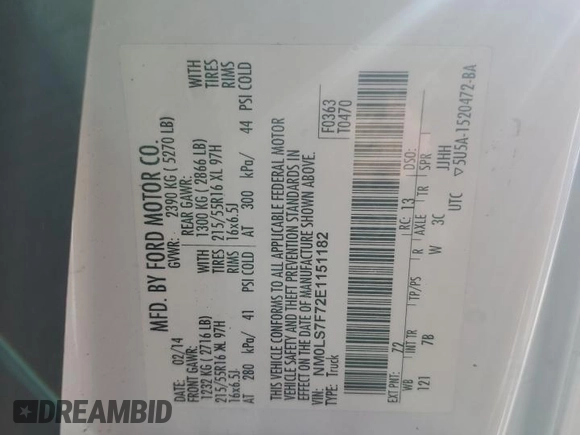 MFD. BY FORD MOTOR CO.
DATE: 02/14 GVWR: 2390 KG ( 5270 LB)
FRONT GAWR: REAR GAWR: WITH
1232 KG ( 2716 LB) 1300 KG ( 2866 LB) TIRES
215/55R16 XL 97H 215/55R16 XL 97H RIMS
16x6.5J 16x6.5J
AT 280 kPa/ 41 PSI COLD AT 300 kPa/ 44 PSI COLD
WITH
TIRES
RIMS
THIS VEHICLE CONFORMS TO ALL APPLICABLE FEDERAL MOTOR
VEHICLE SAFETY AND THEFT PREVENTION STANDARDS IN
EFFECT ON THE DATE OF MANUFACTURE SHOWN ABOVE.
VIN: NM0LS7F72E1151182
TYPE: Truck
F0363
T0470
EXT PNT: 72 RC: 13 DSO:
WB INT TR TP/PS R AXLE TR SPR
121 7B W 3C JJHH
UTC ▽5U5A-1520472-BA
DREAMBID